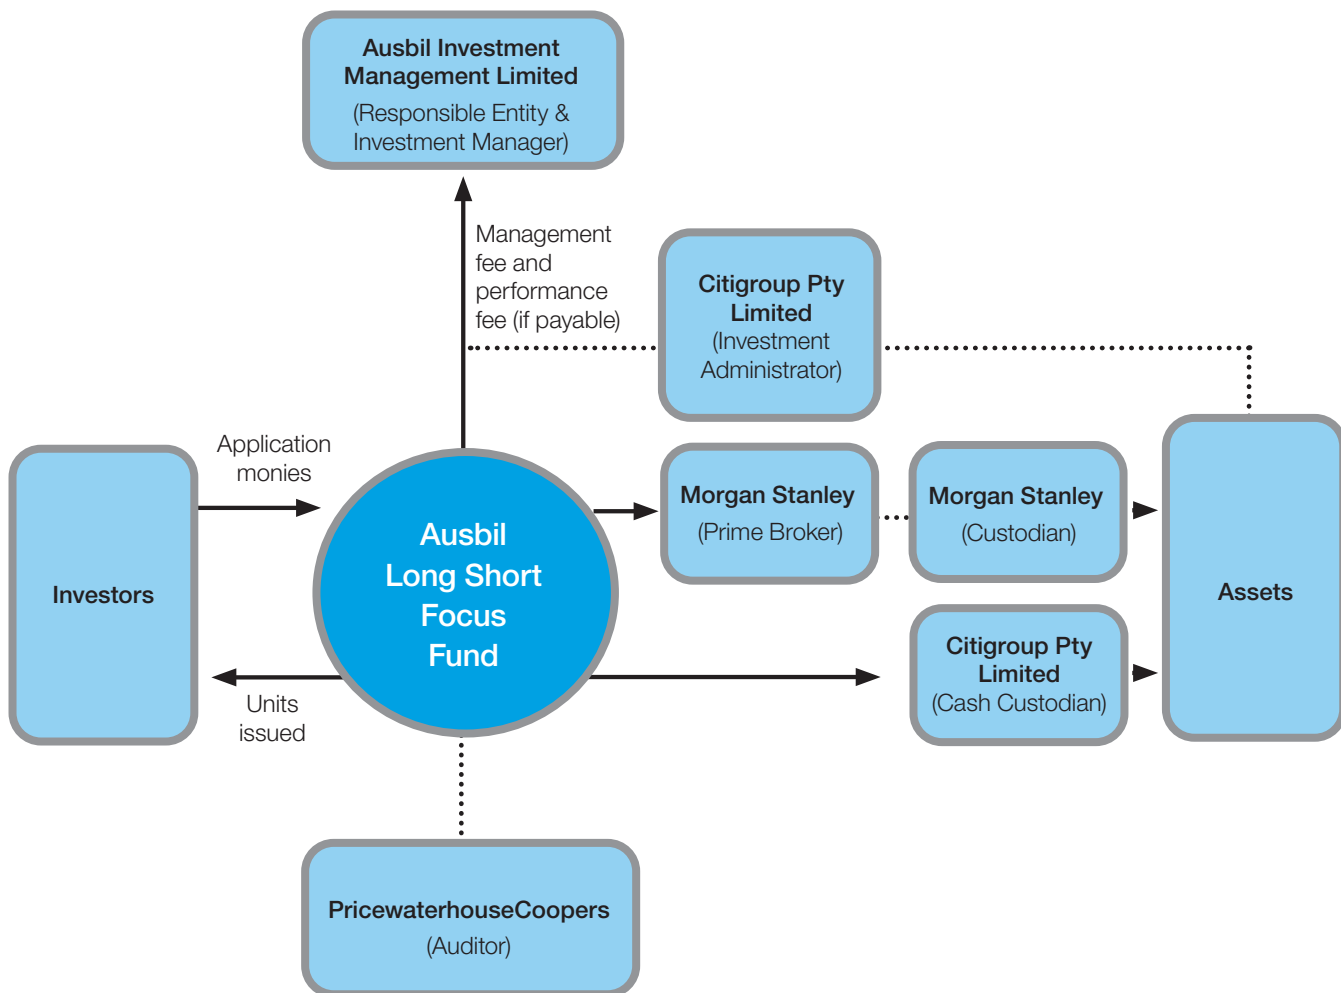 Ausbil Investment
Management Limited
(Responsible Entity &
Investment Manager)
Management
fee and
performance
fee (if payable)
Citigroup Pty
Limited
(Investment
Administrator)
Application
monies
Investors
Units
issued
Ausbil
Long Short
Focus
Fund
Morgan Stanley
(Prime Broker)
Morgan Stanley
(Custodian)
Citigroup Pty
Limited
(Cash Custodian)
Assets
PricewaterhouseCoopers
(Auditor)